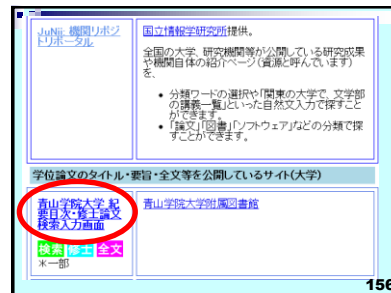 JuNii: 機関リポジ
トリポータル
国立情報学研究所提供。
全国の大学、研究機関等が公開している研究成果
や機関自体の紹介ページ(資源と呼んでいます)
を、
• 分類ワードの選択や「関東の大学で、文学部
の講義一覧」といった自然文入力で探すこと
ができます。
• 「論文」「図書」「ソフトウェア」などの分類で探
すことができます。
学位論文のタイトル・要旨・全文等を公開しているサイト(大学)
青山学院大学 紀
要目次・修士論文
検索入力画面
検索 修士 全文
＊一部
青山学院大学附属図書館
156